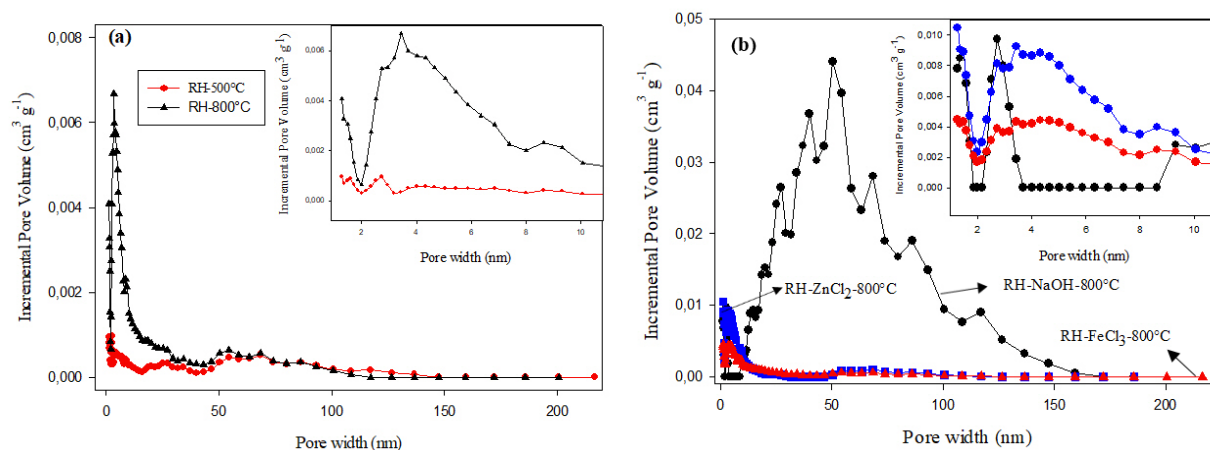 (a)
Incremental Pore Volume (cm³ g⁻¹)
0,08
0,008
0,006
0,004
0,002
0,000
RH-500°C
RH-800°C
0 50 100 150 200
Pore width (nm)
Incremental Pore Volume (cm³ g⁻¹)
0,006
0,004
0,002
0,000
2 4 6 8 10
Pore width (nm)
(b)
Incremental Pore Volume (cm³ g⁻¹)
0,05
0,044
0,03
0,02
0,01
0,00
RH-ZnCl₂-800°C
RH-NaOH-800°C
RH-FeCl₃-800°C
0 50 100 150 200
Pore width (nm)
Incremental Pore Volume (cm³ g⁻¹)
0,010
0,008
0,006
0,004
0,002
0,000
2 4 6 8 10
Pore width (nm)